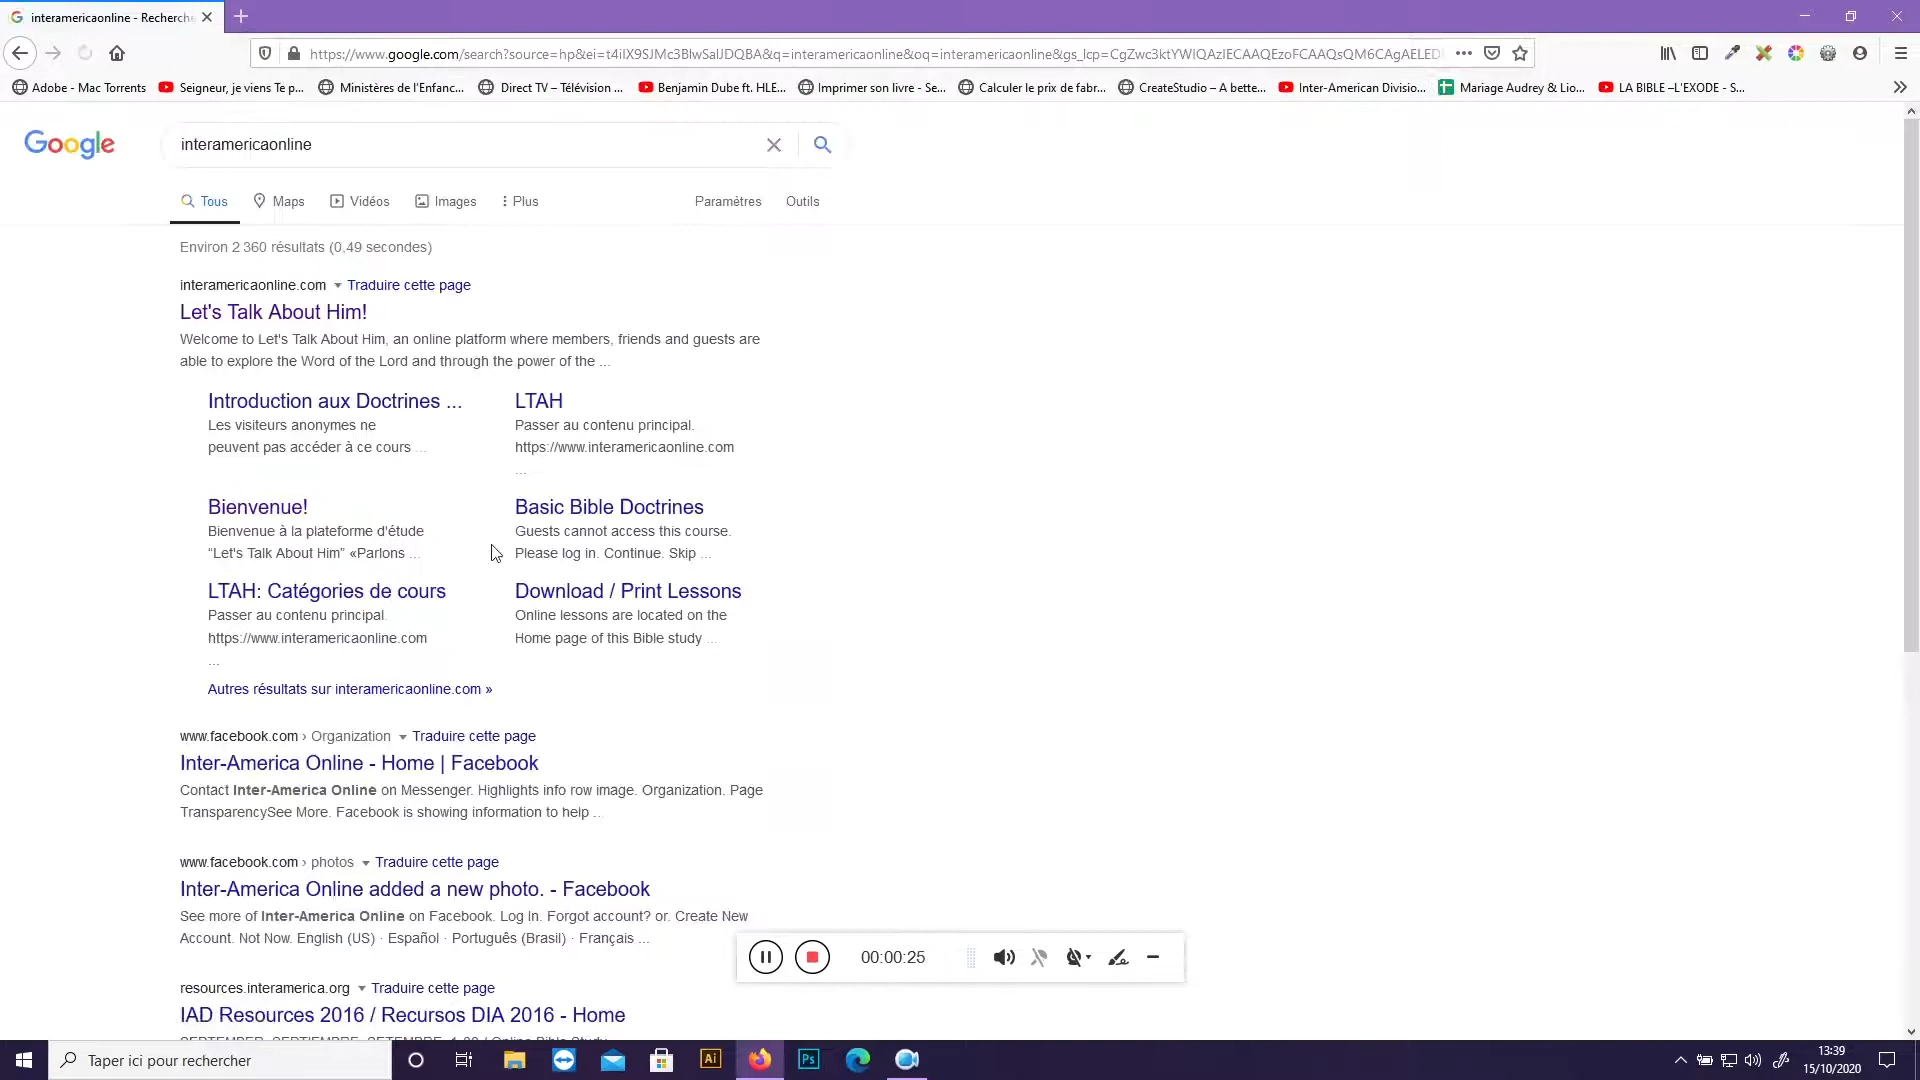 interamericaonline - Recherche
https://www.google.com/search?source=hp&ei=t4iIX9SJMc3BlwSalJDQBA&q=interamericaonline&oq=interamericaonline&gs_lcp=CgZwc3ktYWIQAzIECAAQEzoFCAAQsQM6CAgAELED
Adobe - Mac Torrents
Seigneur, je viens Te p...
Ministères de l'Enfanc...
Direct TV – Télévision ...
Benjamin Dube ft. HLE...
Imprimer son livre - Se...
Calculer le prix de fabr...
CreateStudio – A bette...
Inter-American Divisio...
Mariage Audrey & Lio...
LA BIBLE –L'EXODE - S...
Google
interamericaonline
Tous
Maps
Vidéos
Images
Plus
Paramètres
Outils
Environ 2 360 résultats (0,49 secondes)
interamericaonline.com Traduire cette page
Let's Talk About Him!
Welcome to Let's Talk About Him, an online platform where members, friends and guests are
able to explore the Word of the Lord and through the power of the ...
Introduction aux Doctrines ...
Les visiteurs anonymes ne
peuvent pas accéder à ce cours ...
LTAH
Passer au contenu principal.
https://www.interamericaonline.com
...
Bienvenue!
Bienvenue à la plateforme d'étude
“Let's Talk About Him” «Parlons ...
Basic Bible Doctrines
Guests cannot access this course.
Please log in. Continue. Skip ...
LTAH: Catégories de cours
Passer au contenu principal.
https://www.interamericaonline.com
...
Download / Print Lessons
Online lessons are located on the
Home page of this Bible study ...
Autres résultats sur interamericaonline.com »
www.facebook.com › Organization Traduire cette page
Inter-America Online - Home | Facebook
Contact Inter-America Online on Messenger. Highlights info row image. Organization. Page
TransparencySee More. Facebook is showing information to help ...
www.facebook.com › photos Traduire cette page
Inter-America Online added a new photo. - Facebook
See more of Inter-America Online on Facebook. Log In. Forgot account? or. Create New
Account. Not Now. English (US) · Español · Português (Brasil) · Français ...
00:00:25
resources.interamerica.org Traduire cette page
IAD Resources 2016 / Recursos DIA 2016 - Home
Taper ici pour rechercher
Ai
Ps
13:39
15/10/2020